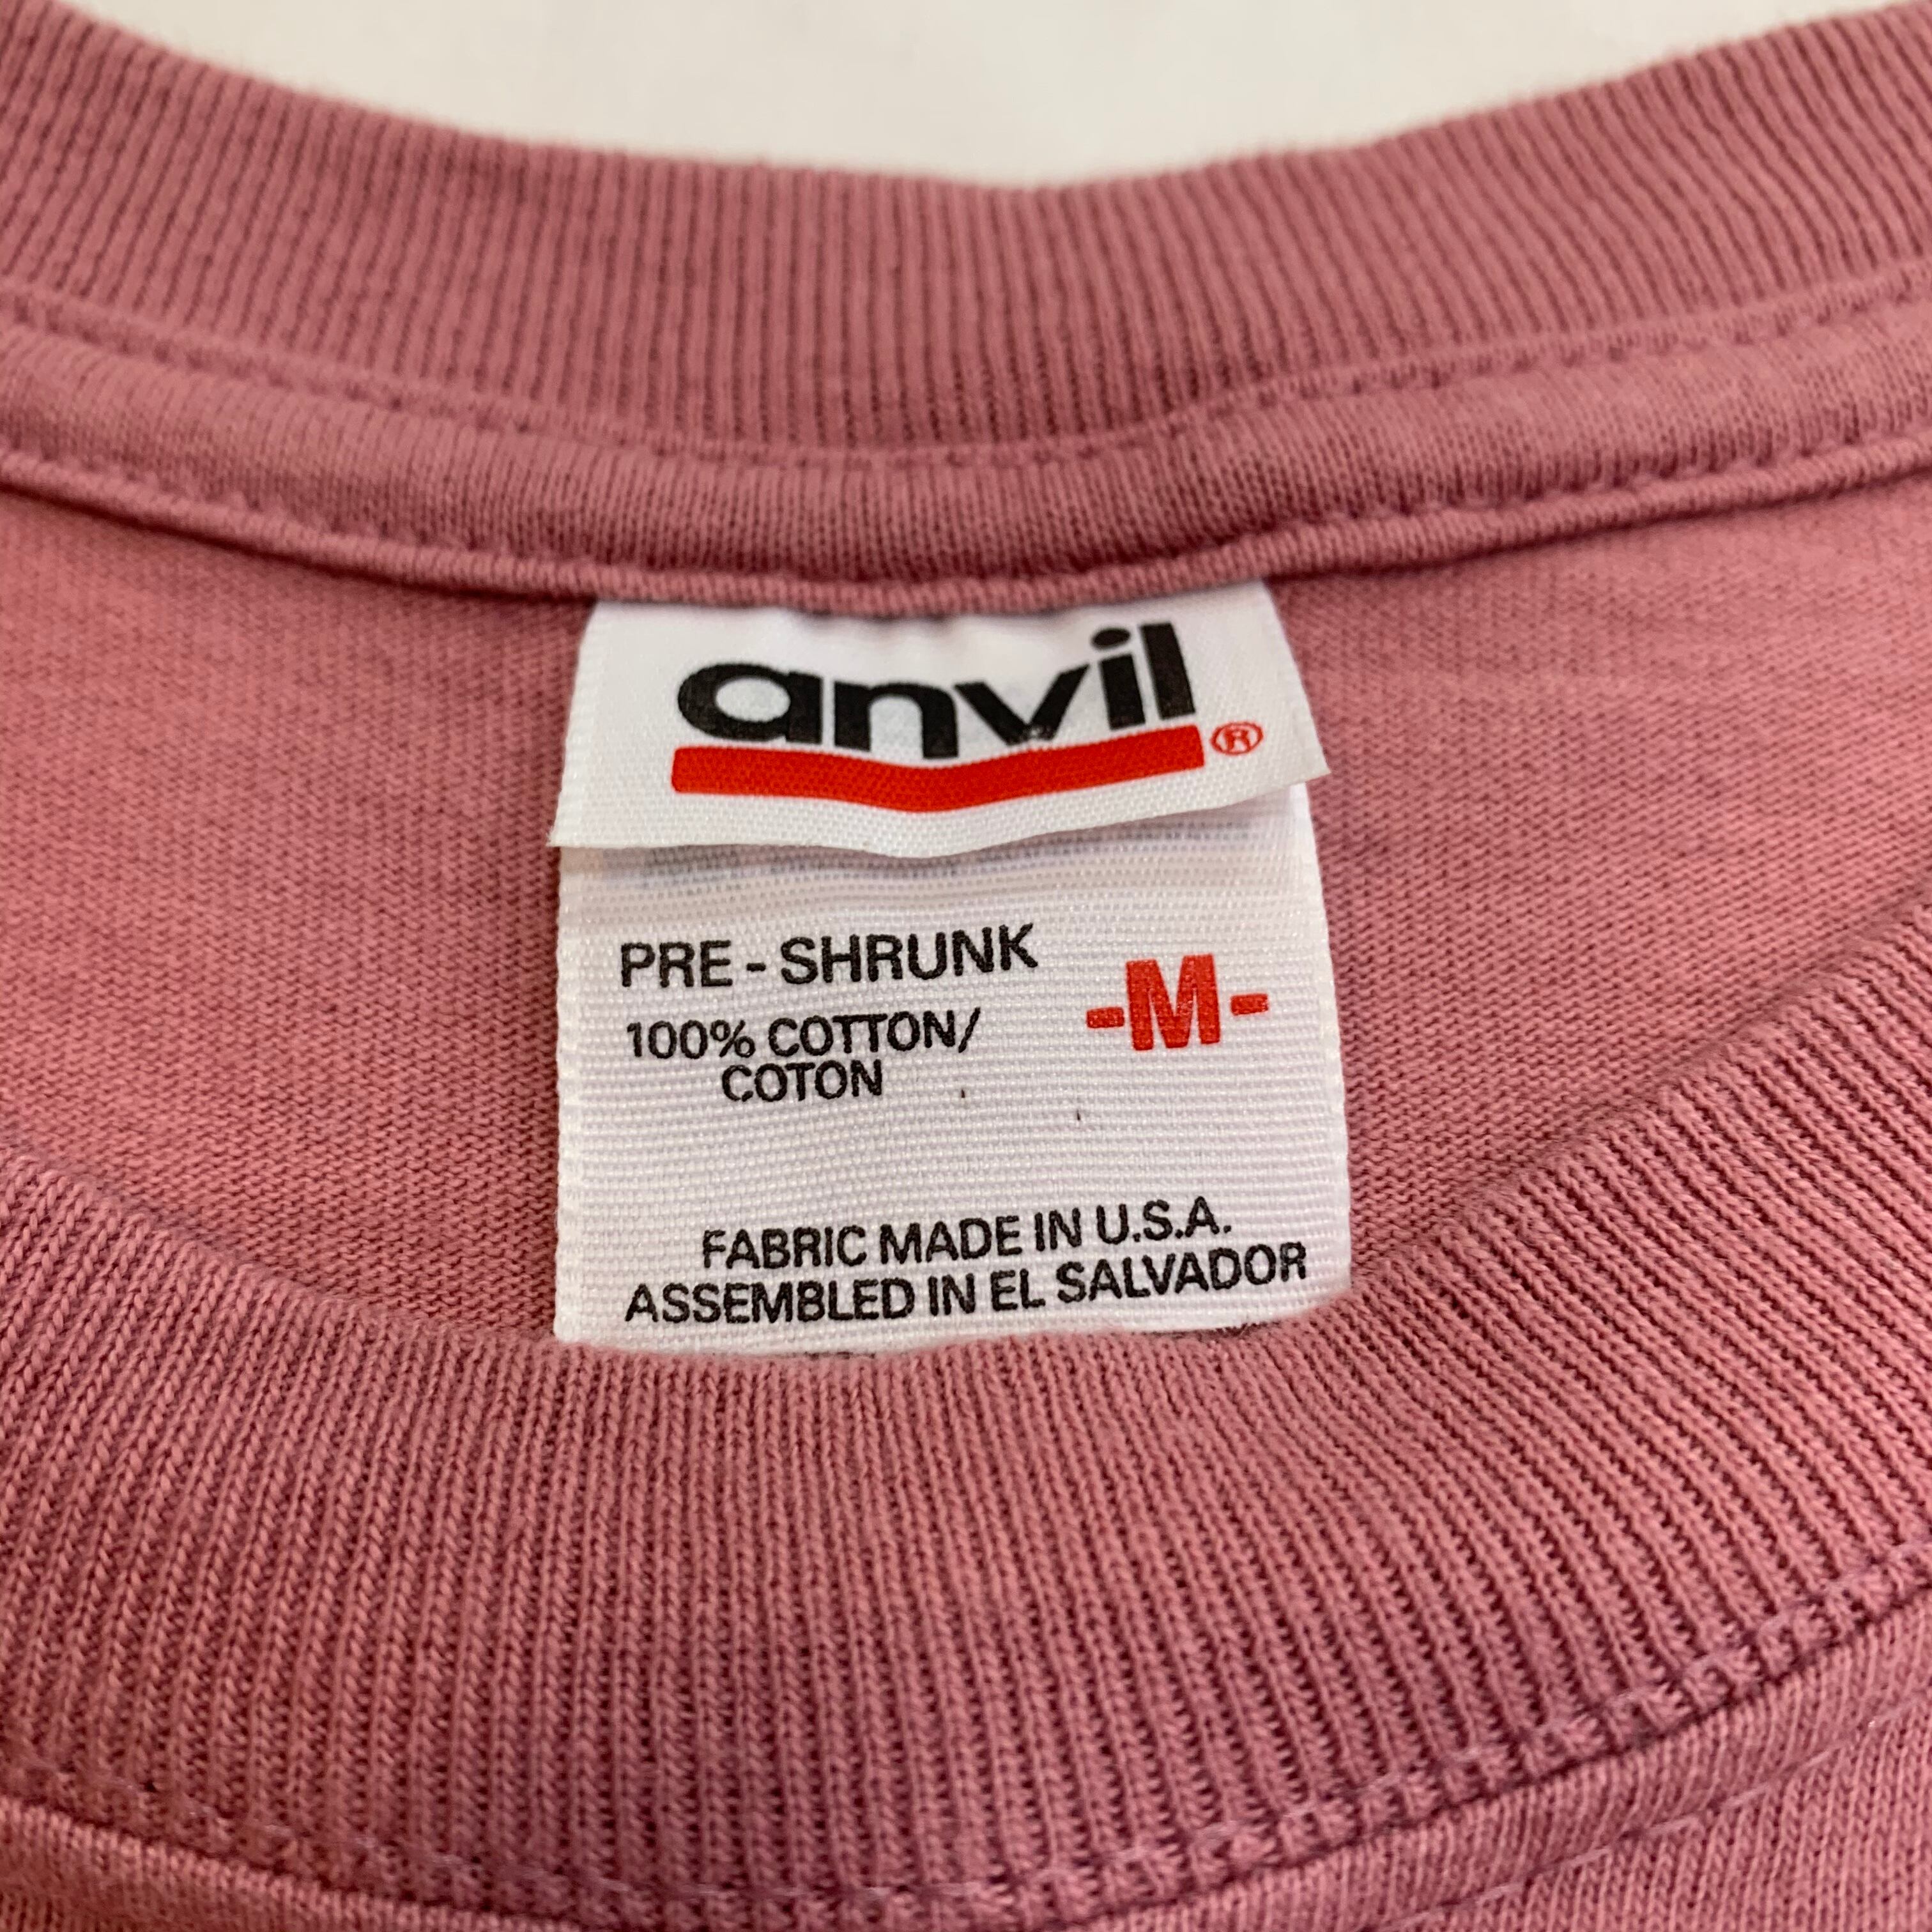 anvil®
PRE - SHRUNK
-M-
100% COTTON/
COTON
FABRIC MADE IN U.S.A.
ASSEMBLED IN EL SALVADOR